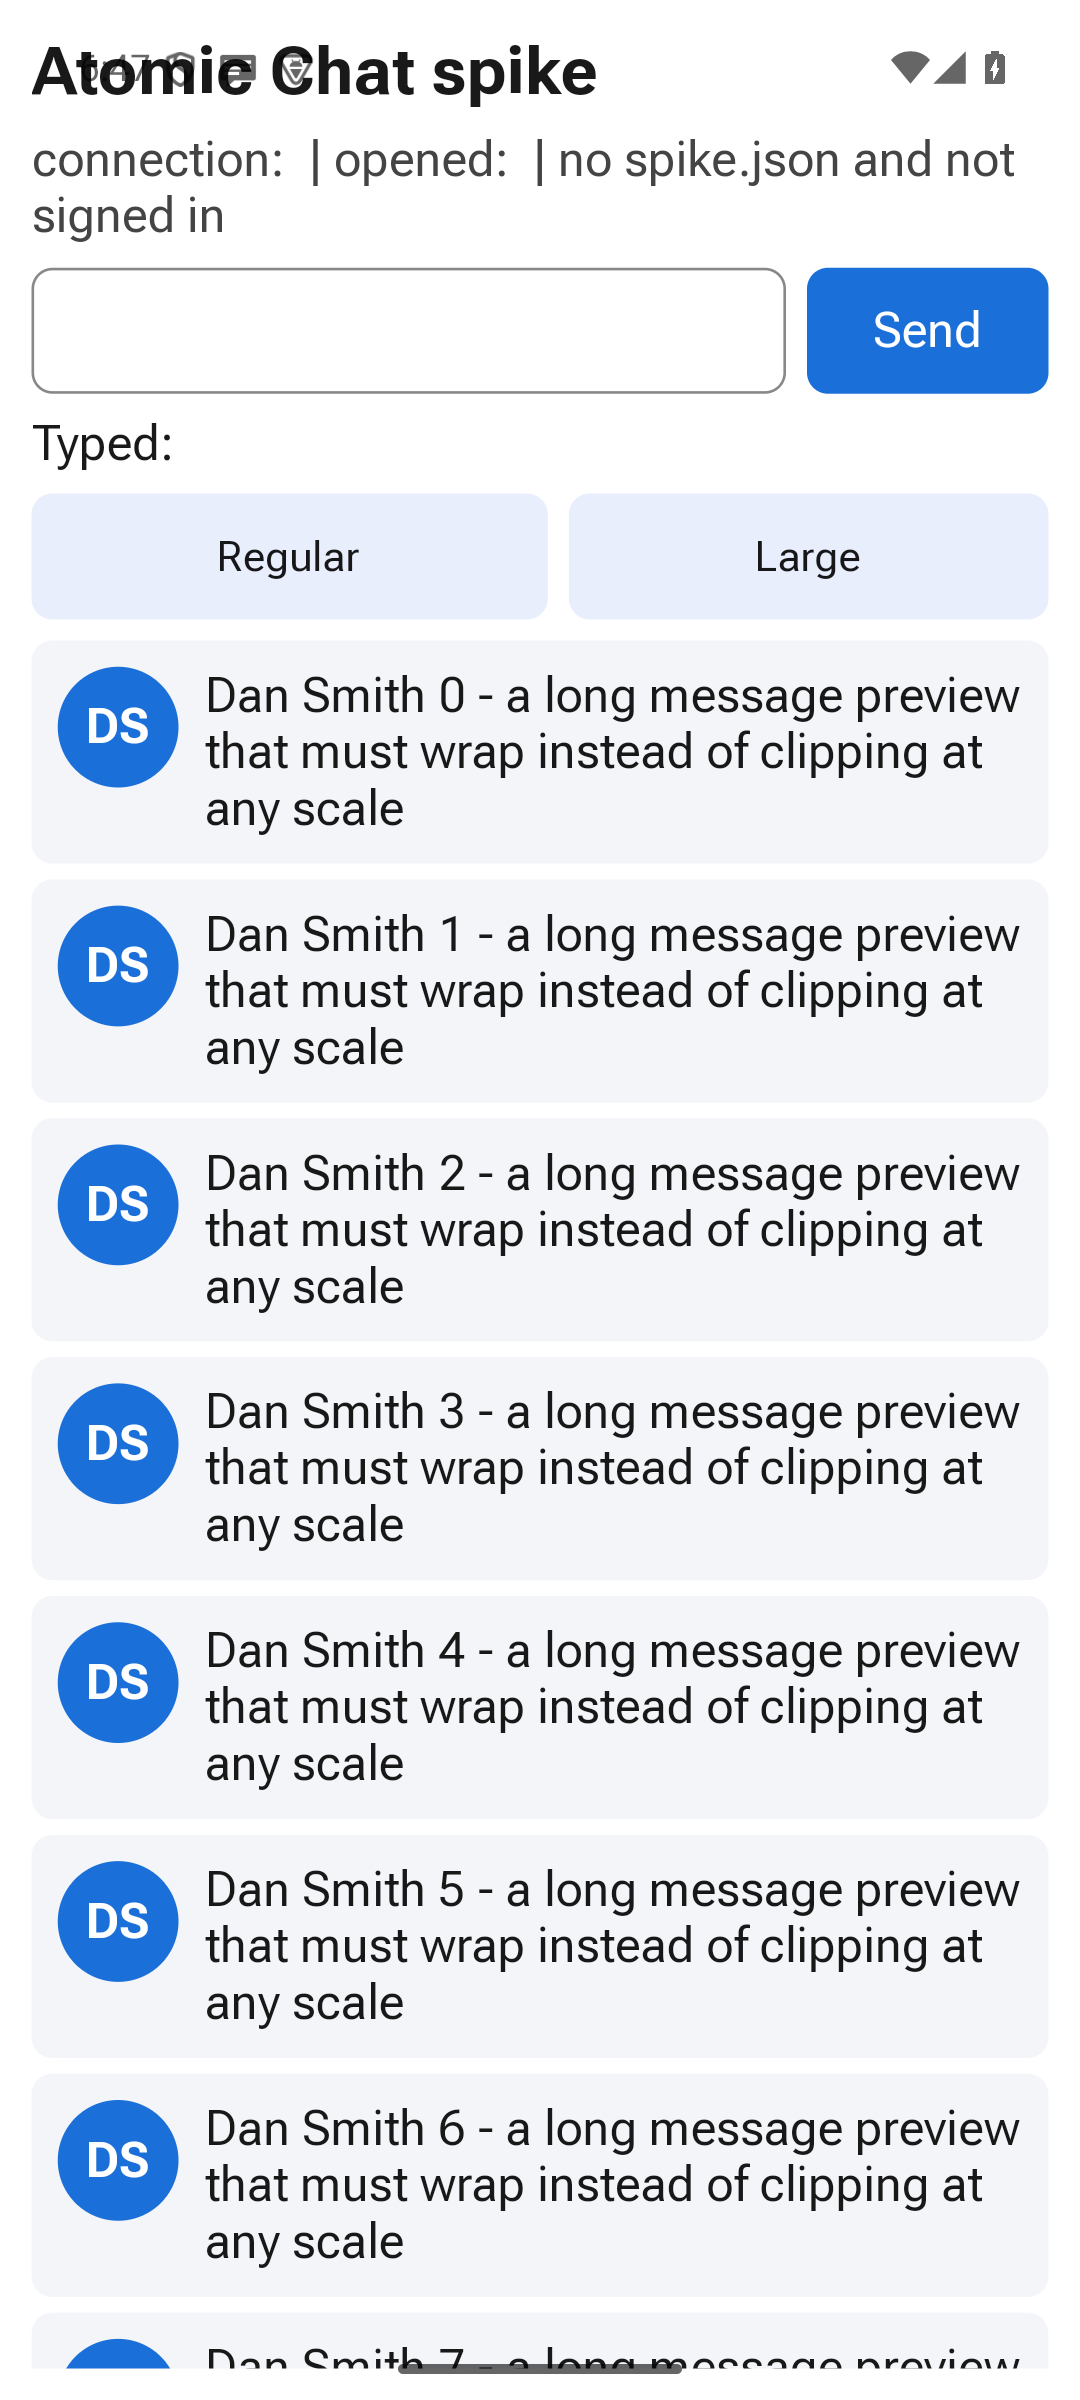 Atomic Chat spike
connection:  | opened:  | no spike.json and not
signed in
Send
Typed:
Regular
Large
DS
Dan Smith 0 - a long message preview
that must wrap instead of clipping at
any scale
DS
Dan Smith 1 - a long message preview
that must wrap instead of clipping at
any scale
DS
Dan Smith 2 - a long message preview
that must wrap instead of clipping at
any scale
DS
Dan Smith 3 - a long message preview
that must wrap instead of clipping at
any scale
DS
Dan Smith 4 - a long message preview
that must wrap instead of clipping at
any scale
DS
Dan Smith 5 - a long message preview
that must wrap instead of clipping at
any scale
DS
Dan Smith 6 - a long message preview
that must wrap instead of clipping at
any scale
Dan Smith 7 - a long message preview